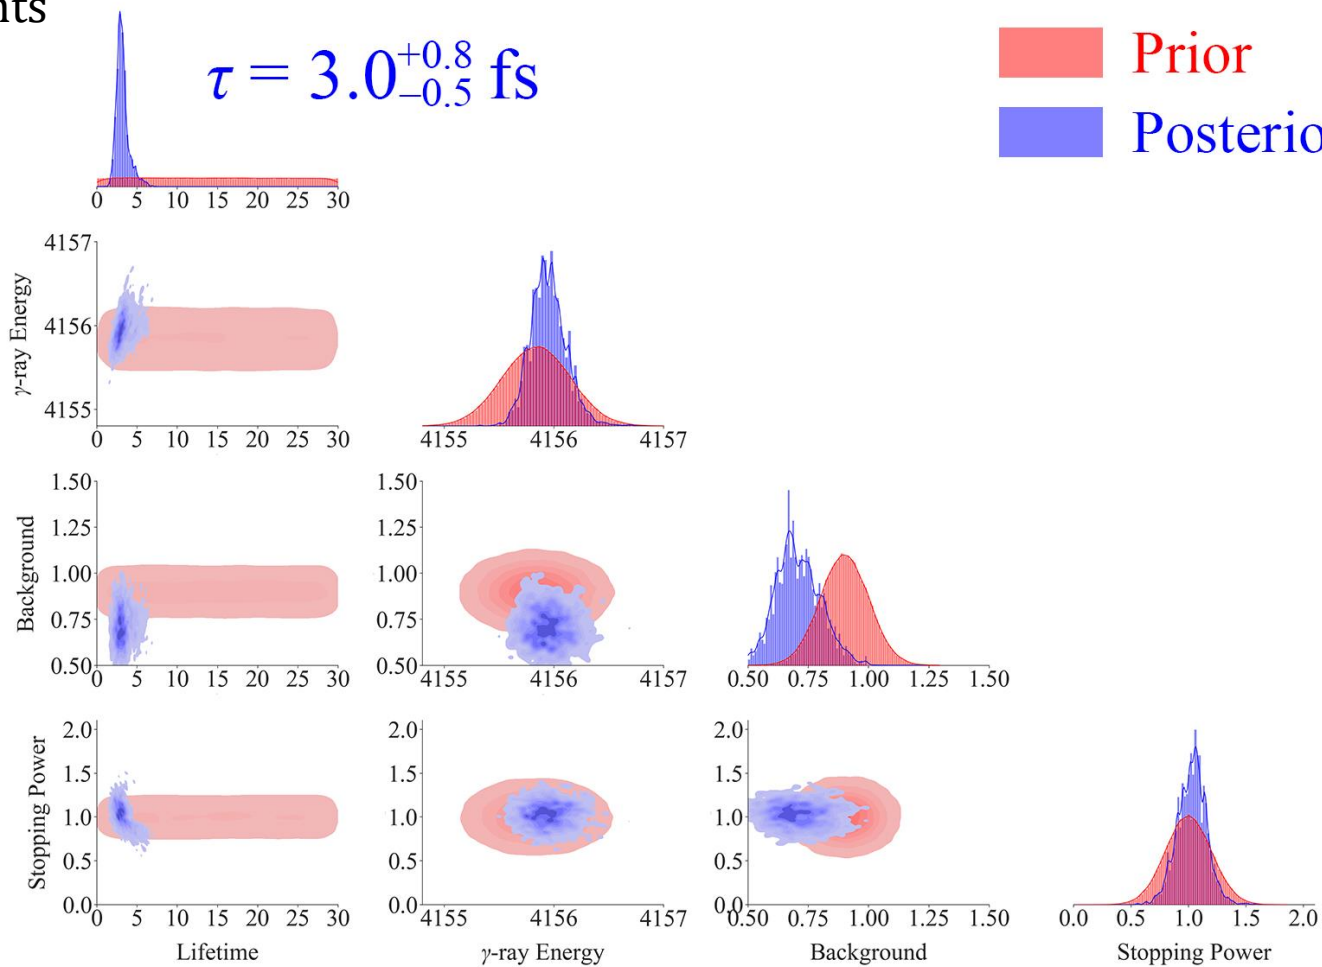 nts
τ = 3.0 +0.8 −0.5 fs
Prior
Posterio
0 5 10 15 20 25 30
4157
4156
4155
γ-ray Energy
0 5 10 15 20 25 30
4155 4156 4157
1.50
1.25
1.00
0.75
0.50
Background
0 5 10 15 20 25 30
1.50
1.25
1.00
0.75
0.50
4155 4156 4157
0.50 0.75 1.00 1.25 1.50
2.0
1.5
1.0
0.5
0.0
Stopping Power
0 5 10 15 20 25 30
Lifetime
2.0
1.5
1.0
0.5
0.0
4155 4156 4157
γ-ray Energy
2.0
1.5
1.0
0.5
0.0
0.50 0.75 1.00 1.25 1.50
Background
0.0 0.5 1.0 1.5 2.0
Stopping Power